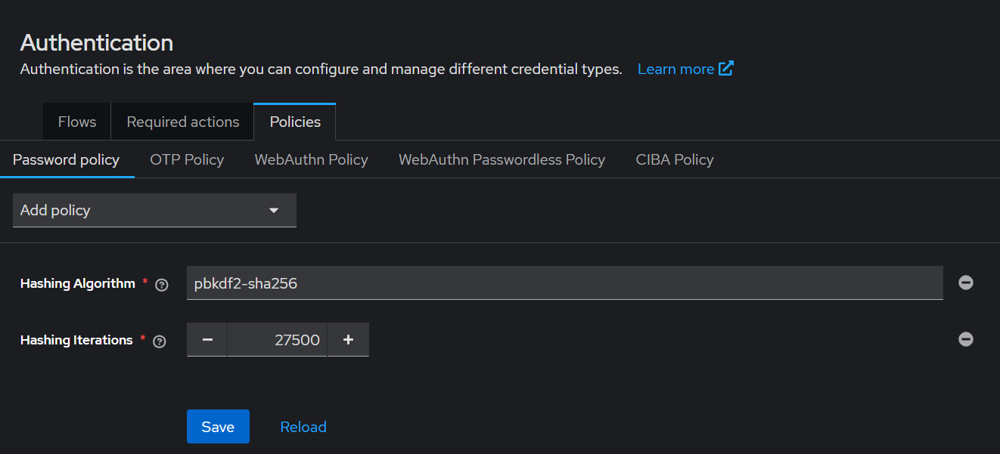 Authentication
Authentication is the area where you can configure and manage different credential types. Learn more
Flows Required actions Policies
Password policy OTP Policy WebAuthn Policy WebAuthn Passwordless Policy CIBA Policy
Add policy
Hashing Algorithm * pbkdf2-sha256
Hashing Iterations * 27500
Save Reload